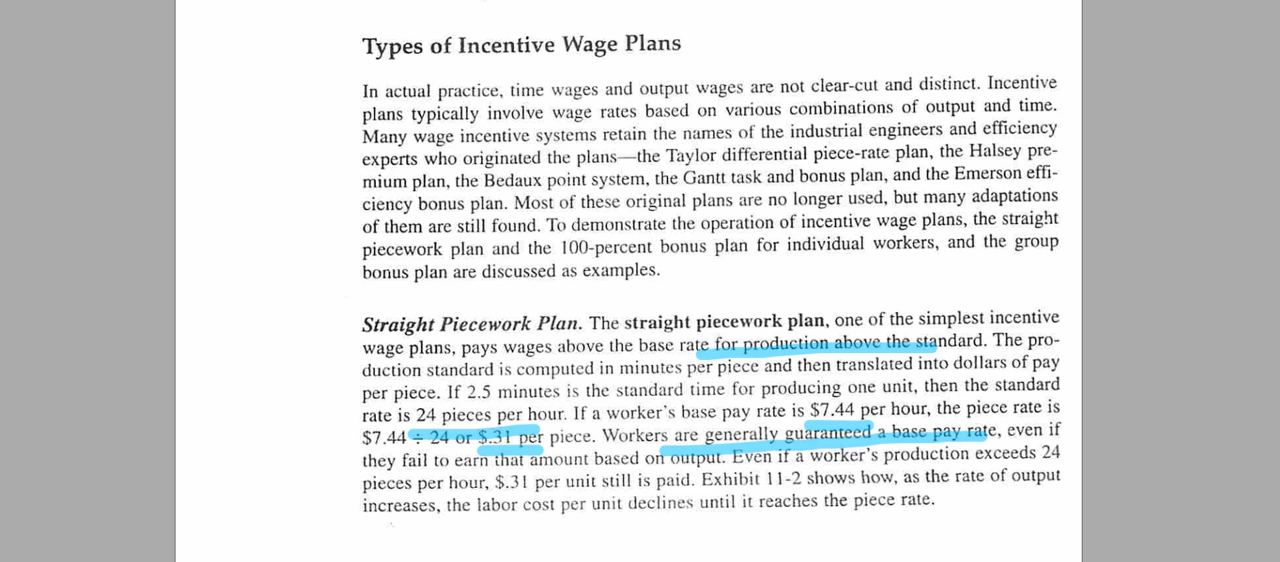 Types of Incentive Wage Plans
In actual practice, time wages and output wages are not clear-cut and distinct. Incentive
plans typically involve wage rates based on various combinations of output and time.
Many wage incentive systems retain the names of the industrial engineers and efficiency
experts who originated the plans—the Taylor differential piece-rate plan, the Halsey pre-
mium plan, the Bedaux point system, the Gantt task and bonus plan, and the Emerson effi-
ciency bonus plan. Most of these original plans are no longer used, but many adaptations
of them are still found. To demonstrate the operation of incentive wage plans, the straight
piecework plan and the 100-percent bonus plan for individual workers, and the group
bonus plan are discussed as examples.
Straight Piecework Plan. The straight piecework plan, one of the simplest incentive
wage plans, pays wages above the base rate for production above the standard. The pro-
duction standard is computed in minutes per piece and then translated into dollars of pay
per piece. If 2.5 minutes is the standard time for producing one unit, then the standard
rate is 24 pieces per hour. If a worker's base pay rate is $7.44 per hour, the piece rate is
$7.44 ÷ 24 or $.31 per piece. Workers are generally guaranteed a base pay rate, even if
they fail to earn that amount based on output. Even if a worker's production exceeds 24
pieces per hour, $.31 per unit still is paid. Exhibit 11-2 shows how, as the rate of output
increases, the labor cost per unit declines until it reaches the piece rate.